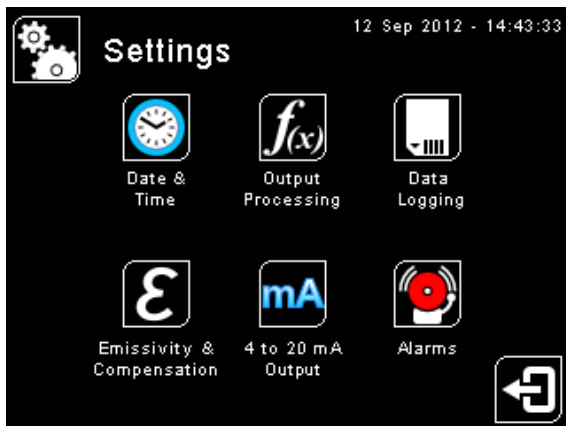 12 Sep 2012 - 14:43:33
Settings
f(x)
Date &
Time
Output
Processing
Data
Logging
ε
mA
Emissivity &
Compensation
4 to 20 mA
Output
Alarms